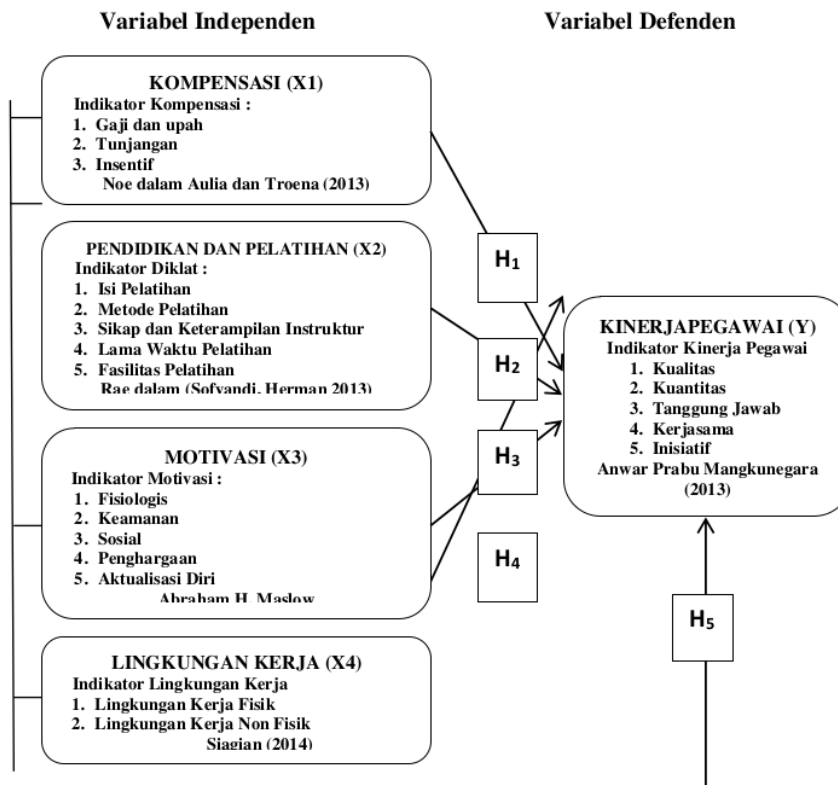 Variabel Independen
Variabel Defenden
KOMPENSASI (X1)
Indikator Kompensasi :
1. Gaji dan upah
2. Tunjangan
3. Insentif
Noe dalam Aulia dan Troena (2013)
PENDIDIKAN DAN PELATIHAN (X2)
Indikator Diklat :
1. Isi Pelatihan
2. Metode Pelatihan
3. Sikap dan Keterampilan Instruktur
4. Lama Waktu Pelatihan
5. Fasilitas Pelatihan
Rae dalam (Sofyandi, Herman 2013)
MOTIVASI (X3)
Indikator Motivasi :
1. Fisiologis
2. Keamanan
3. Sosial
4. Penghargaan
5. Aktualisasi Diri
Abraham H. Maslow
LINGKUNGAN KERJA (X4)
Indikator Lingkungan Kerja
1. Lingkungan Kerja Fisik
2. Lingkungan Kerja Non Fisik
Siagian (2014)
H1
H2
H3
H4
KINERJAPEGAWAI (Y)
Indikator Kinerja Pegawai
1. Kualitas
2. Kuantitas
3. Tanggung Jawab
4. Kerjasama
5. Inisiatif
Anwar Prabu Mangkunegara
(2013)
H5